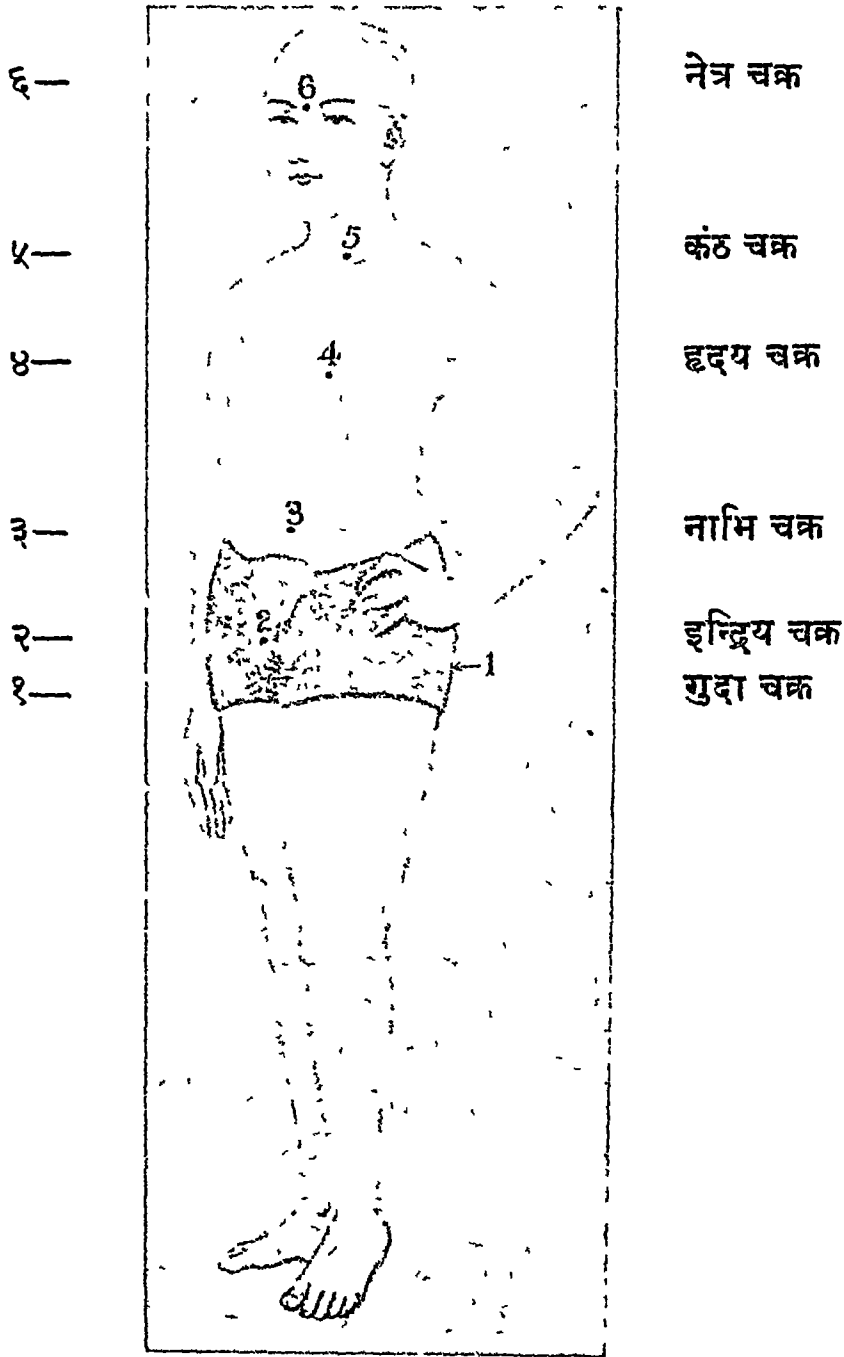 ६— नेत्र चक्र
6
५— कंठ चक्र
5
४— हृदय चक्र
4
३— नाभि चक्र
3
२— इन्द्रिय चक्र
2
१— गुदा चक्र
1